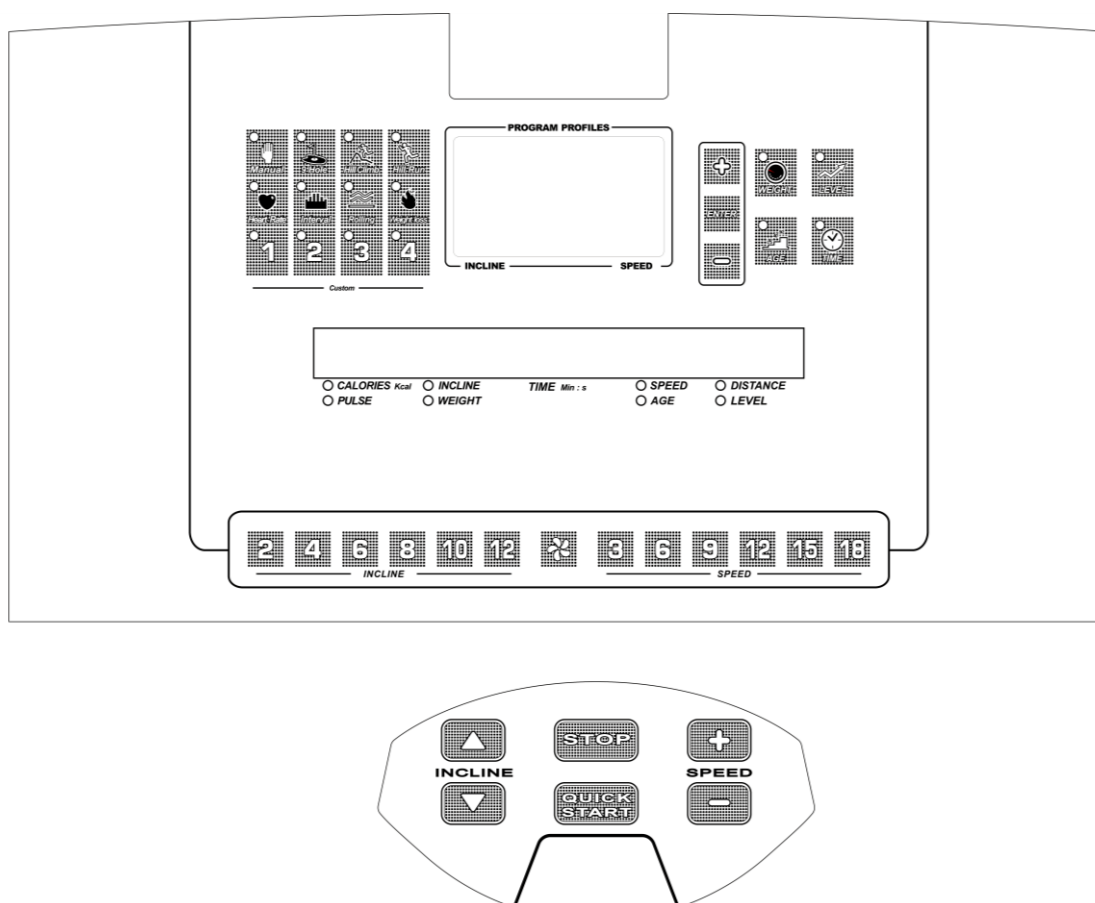 PROGRAM PROFILES
Manual 9-Hole Hill Climb Hill Run
Heart Rate Interval Rolling
1 2 3 4
Custom
INCLINE SPEED
ENTER
WEIGHT LEVEL
AGE TIME
CALORIES Kcal INCLINE TIME Min : s SPEED DISTANCE
PULSE WEIGHT AGE LEVEL
2 4 6 8 10 12 3 6 9 12 15 18
INCLINE SPEED
STOP
INCLINE SPEED
QUICK
START